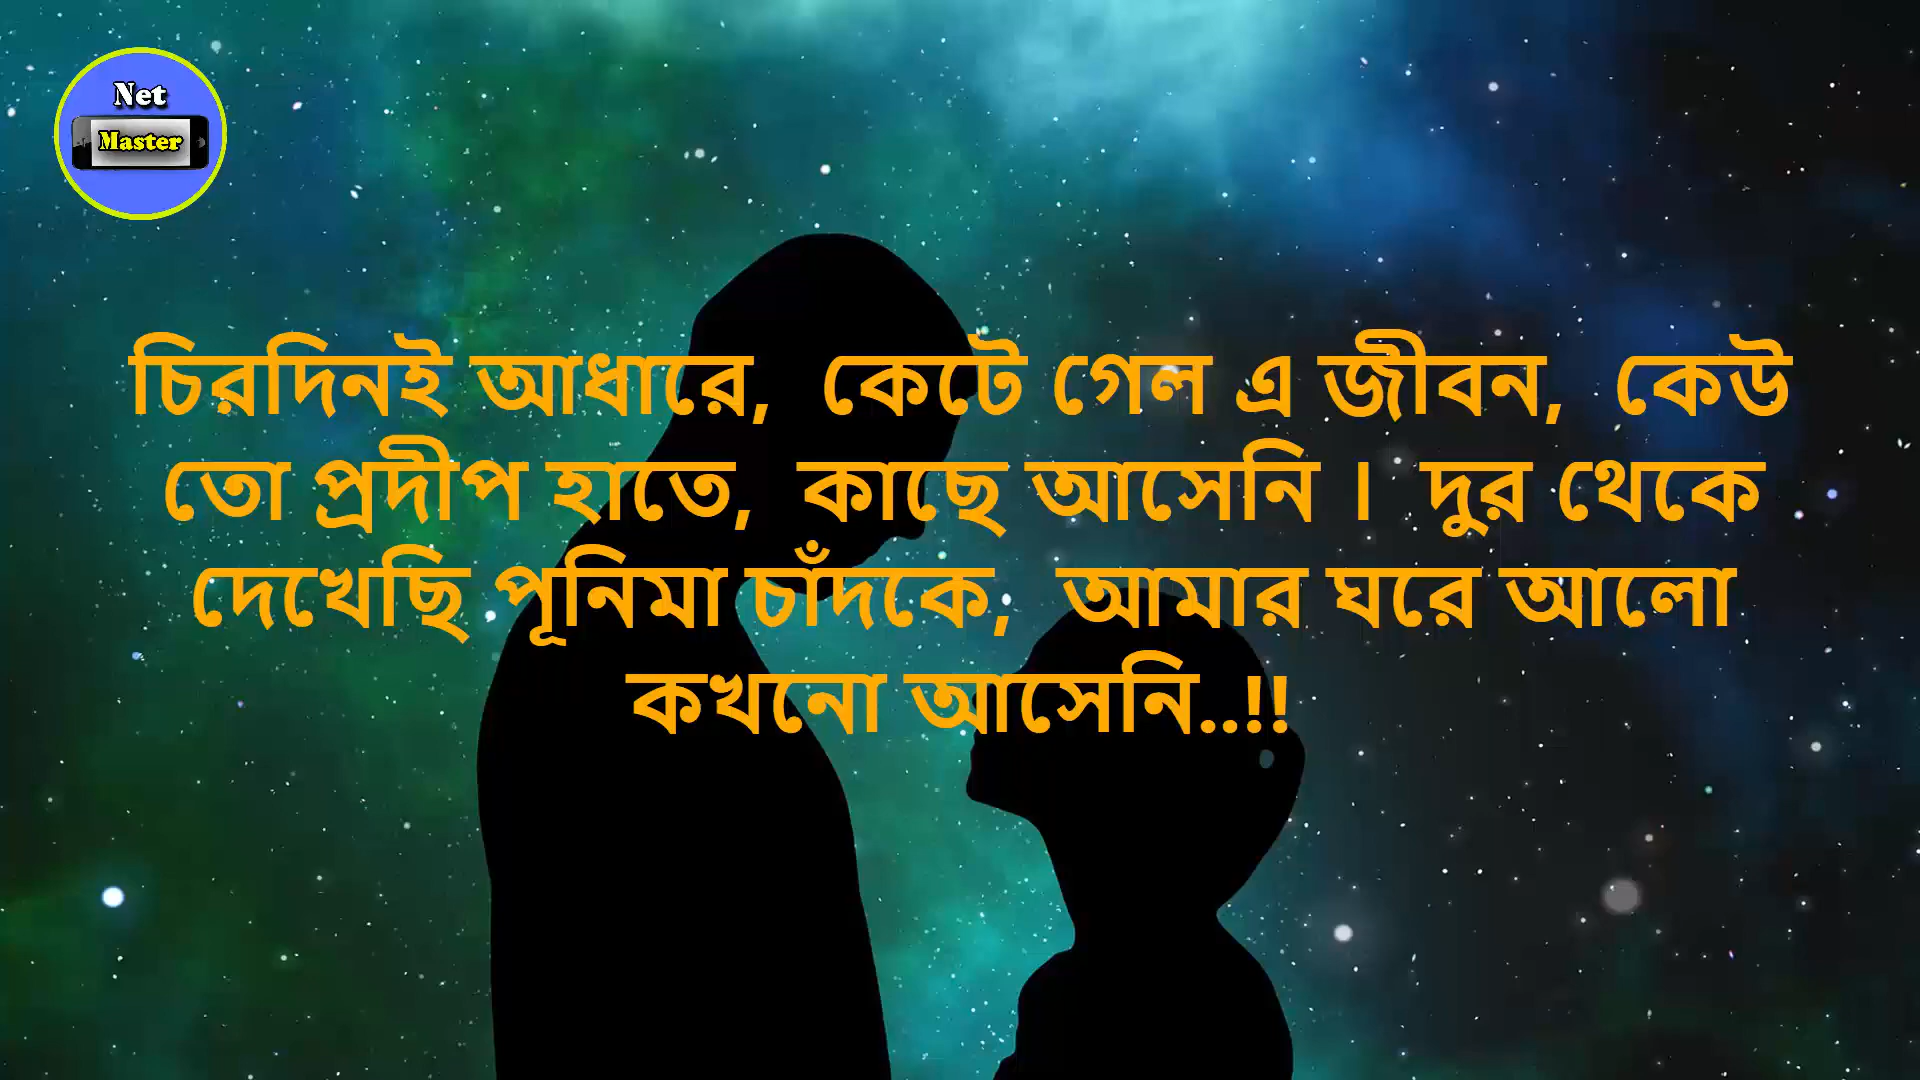 Net
Master
চিরদিনই আধারে, কেটে গেল এ জীবন, কেউ
তো প্রদীপ হাতে, কাছে আসেনি । দুর থেকে
দেখেছি পূনিমা চাঁদকে, আমার ঘরে আলো
কখনো আসেনি..!!